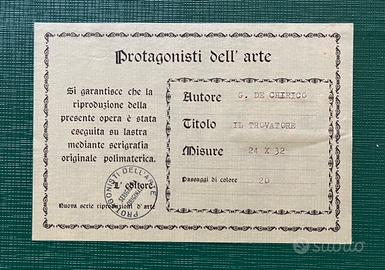 Protagonisti dell' arte
Si garantisce che la
riproduzione della
presente opera è stata
eseguita su lastra
mediante serigrafia
originale polimaterica.
L' editore
Nuova serie riproduzioni d' arte
PROTAGONISTI DELL'ARTE
Autore G. DE CHIRICO
Titolo IL TROVATORE
Misure 24 X 32
Passaggi di colore 20
subito